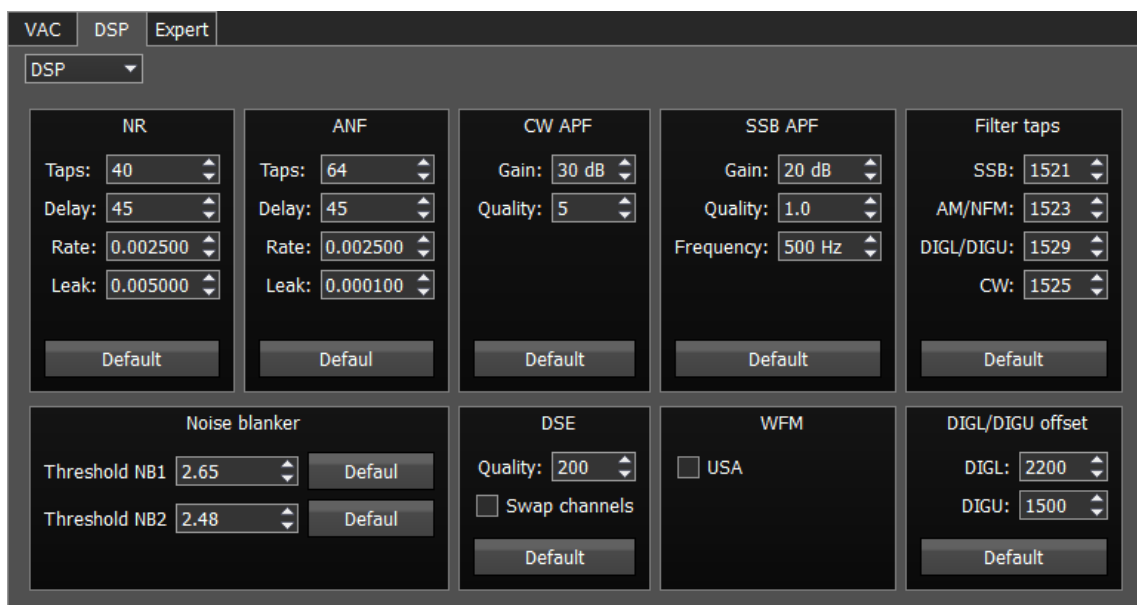 VAC DSP Expert
DSP
NR
Taps: 40
Delay: 45
Rate: 0.002500
Leak: 0.005000
Default
ANF
Taps: 64
Delay: 45
Rate: 0.002500
Leak: 0.000100
Defaul
CW APF
Gain: 30 dB
Quality: 5
Default
SSB APF
Gain: 20 dB
Quality: 1.0
Frequency: 500 Hz
Default
Filter taps
SSB: 1521
AM/NFM: 1523
DIGL/DIGU: 1529
CW: 1525
Default
Noise blanker
Threshold NB1 2.65 Defaul
Threshold NB2 2.48 Defaul
DSE
Quality: 200
Swap channels
Default
WFM
USA
DIGL/DIGU offset
DIGL: 2200
DIGU: 1500
Default